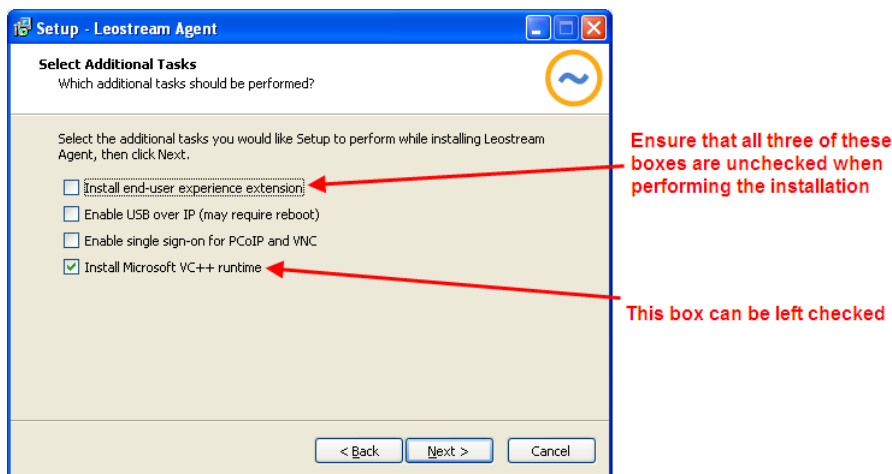 Setup - Leostream Agent
Select Additional Tasks
Which additional tasks should be performed?
Select the additional tasks you would like Setup to perform while installing Leostream
Agent, then click Next.
Install end-user experience extension
Enable USB over IP (may require reboot)
Enable single sign-on for PCoIP and VNC
Install Microsoft VC++ runtime
< Back
Next >
Cancel
Ensure that all three of these
boxes are unchecked when
performing the installation
This box can be left checked